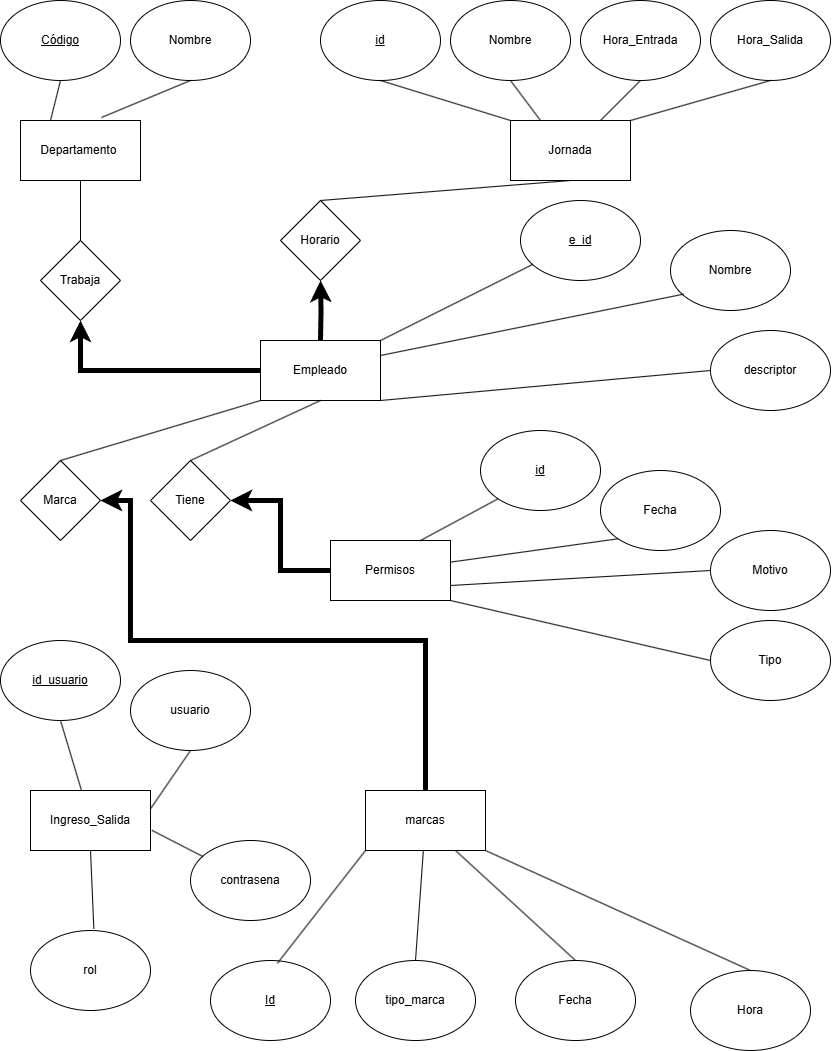 Código
Nombre
id
Nombre
Hora_Entrada
Hora_Salida
Departamento
Jornada
Trabaja
Horario
e_id
Nombre
Empleado
descriptor
Marca
Tiene
id
Fecha
Permisos
Motivo
Tipo
id_usuario
usuario
Ingreso_Salida
marcas
contrasena
rol
Id
tipo_marca
Fecha
Hora